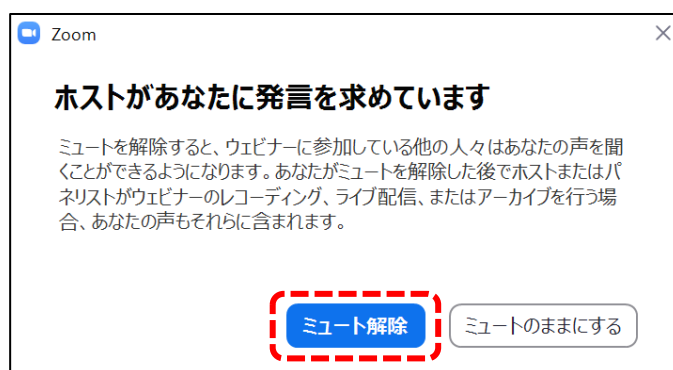 Zoom
ホストがあなたに発言を求めています
ミュートを解除すると、ウェビナーに参加している他の人々はあなたの声を聞
くことができるようになります。あなたがミュートを解除した後でホストまたはパ
ネリストがウェビナーのレコーディング、ライブ配信、またはアーカイブを行う場
合、あなたの声もそれらに含まれます。
ミュート解除
ミュートのままにする